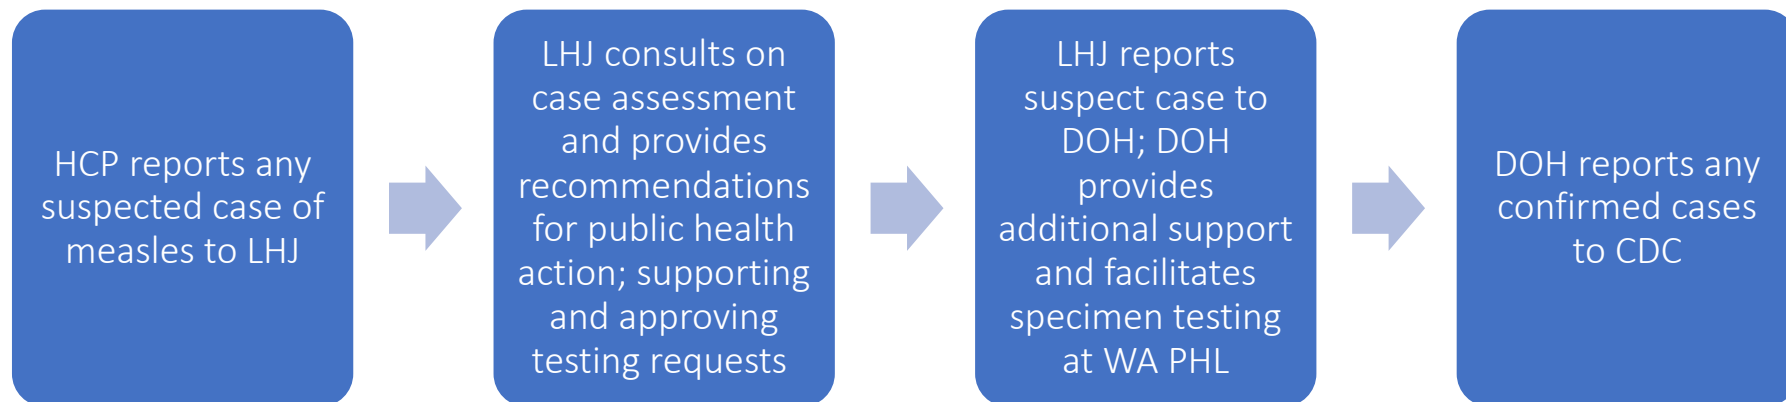 HCP reports any
suspected case of
measles to LHJ
LHJ consults on
case assessment
and provides
recommendations
for public health
action; supporting
and approving
testing requests
LHJ reports
suspect case to
DOH; DOH
provides
additional support
and facilitates
specimen testing
at WA PHL
DOH reports any
confirmed cases
to CDC